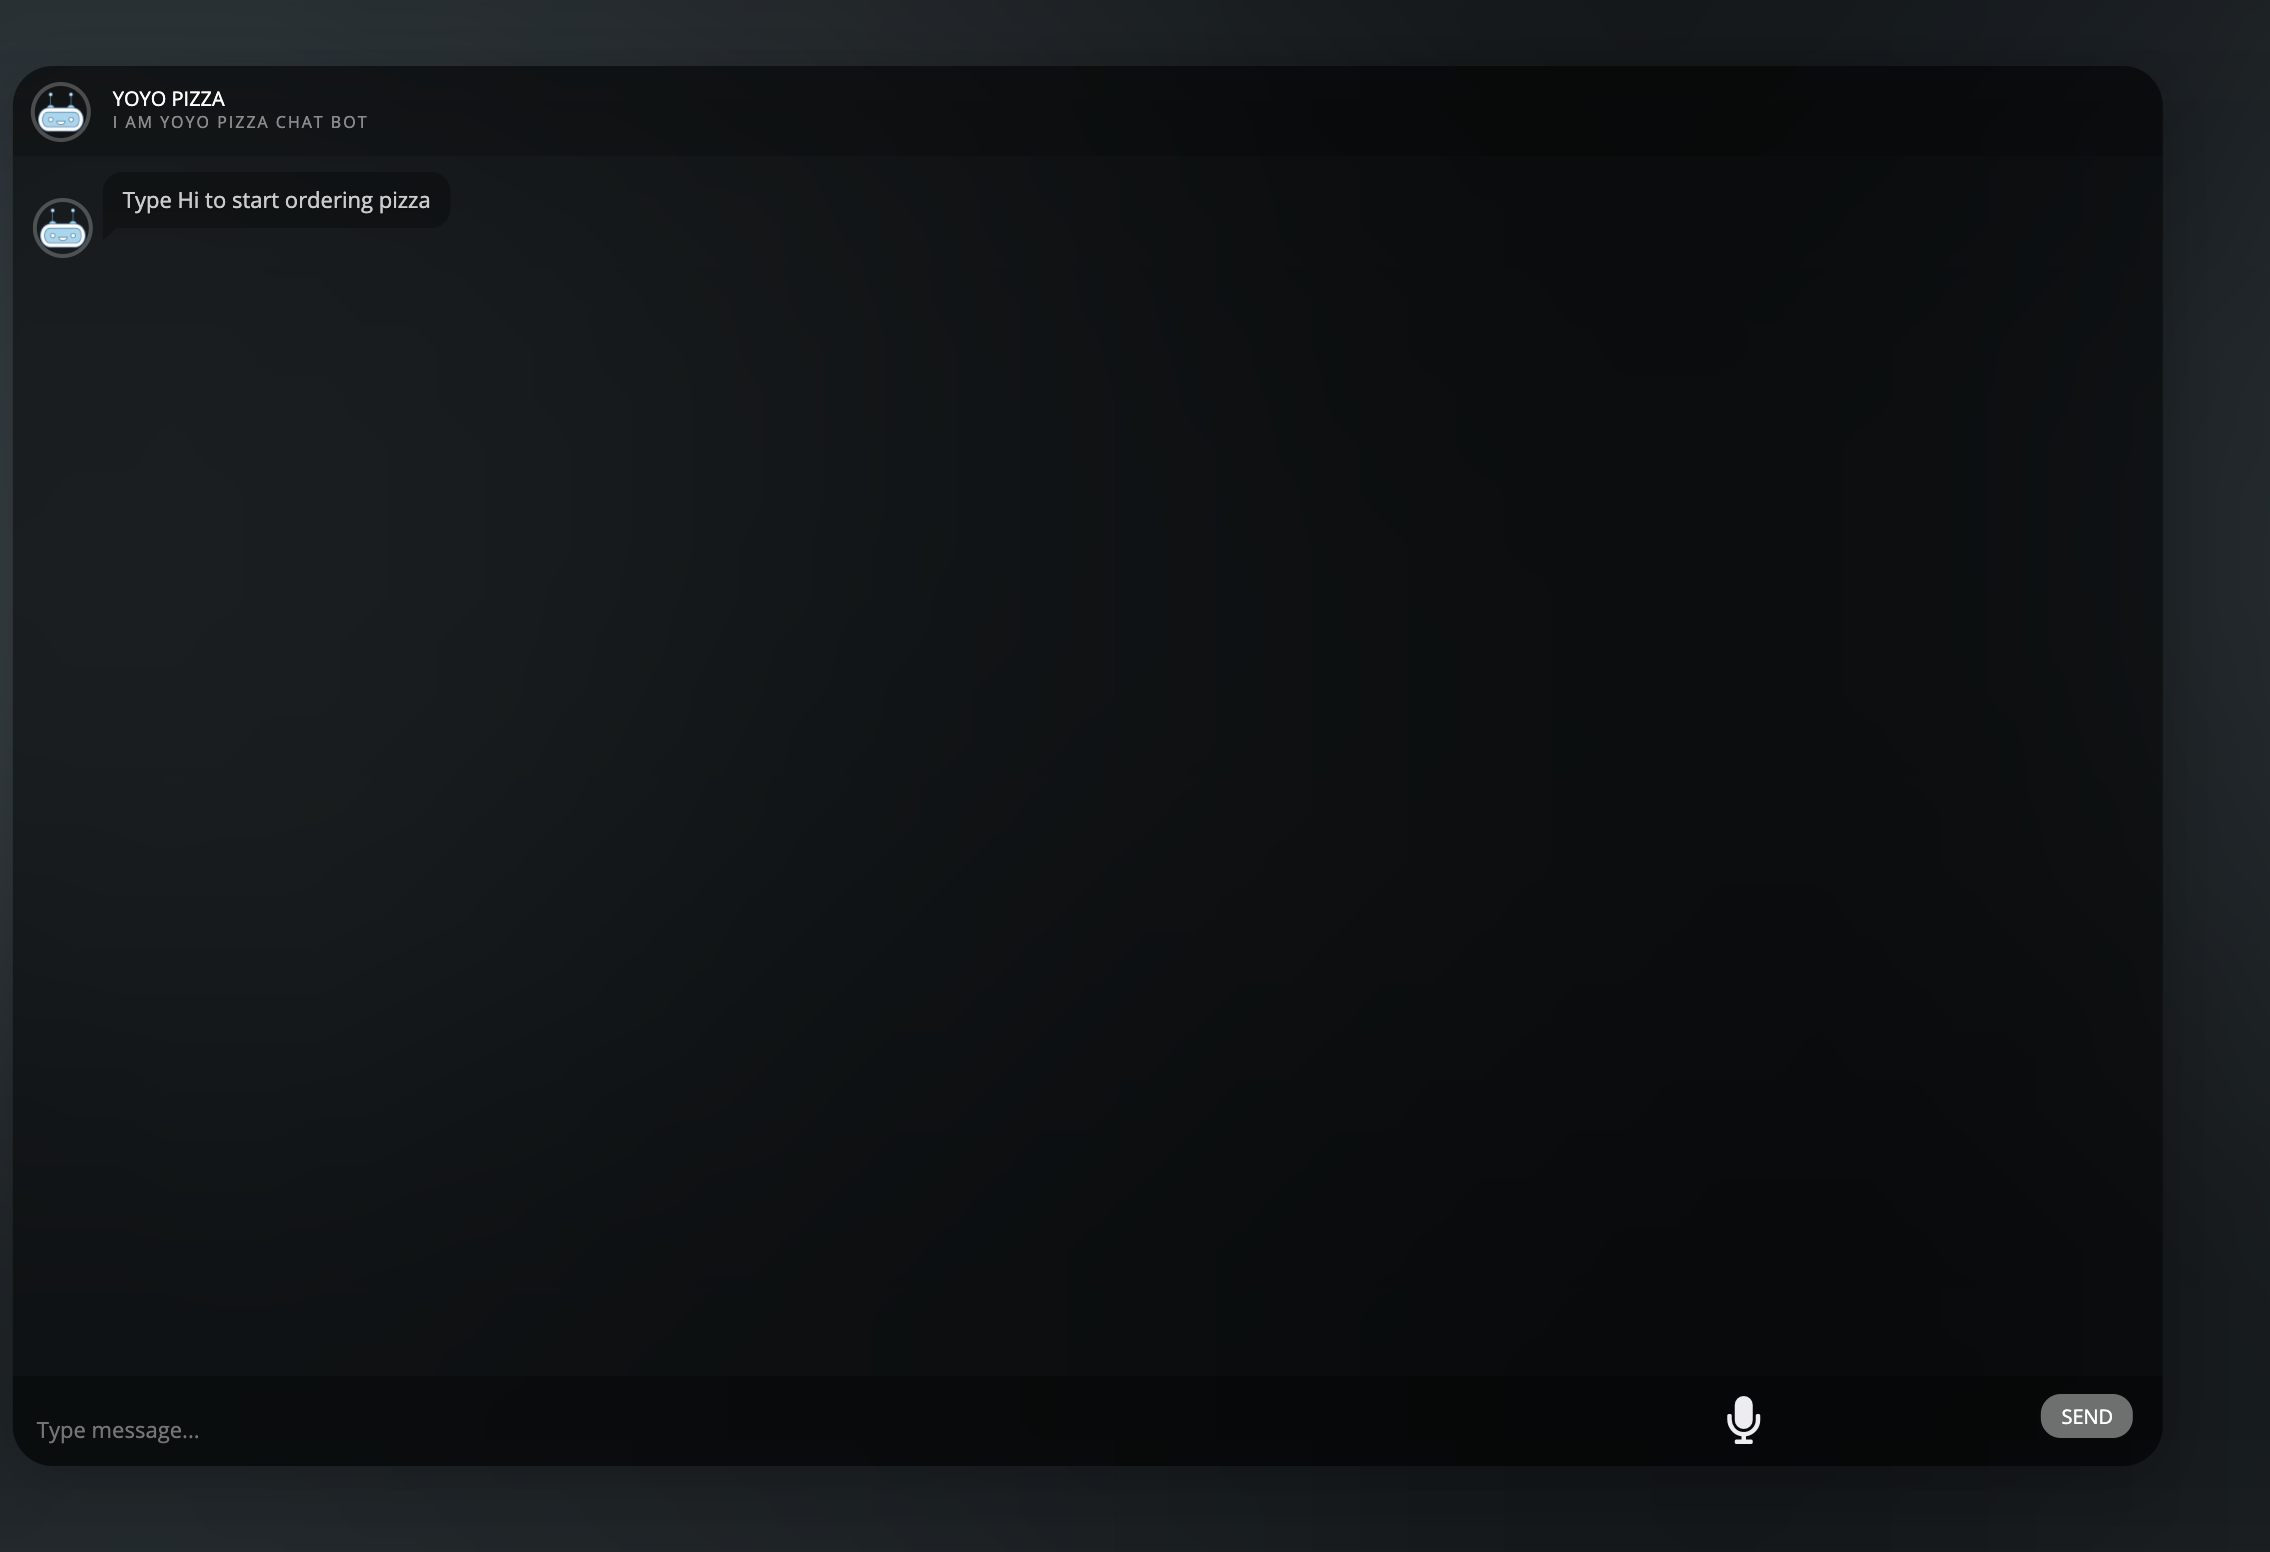 YOYO PIZZA
I AM YOYO PIZZA CHAT BOT
Type Hi to start ordering pizza
Type message...
SEND